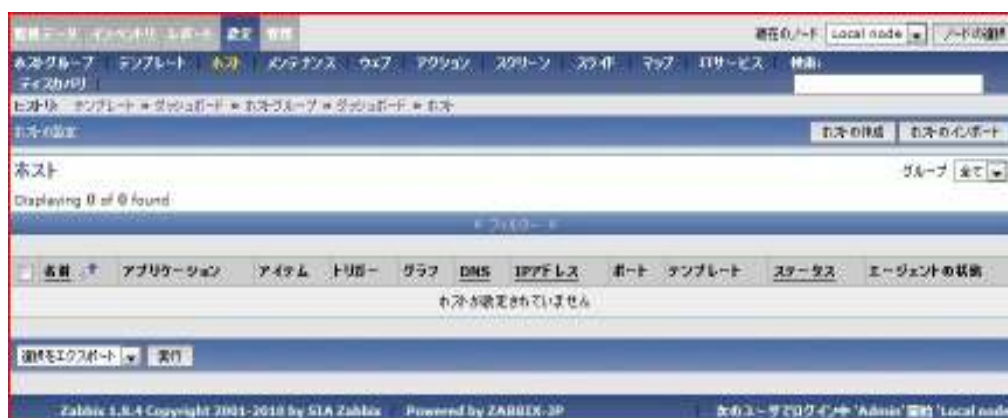 監視データ インベントリ レポート 設定 管理 現在のノード Local node ノードの選択
ホストグループ テンプレート ホスト メンテナンス ウェブ アクション スクリーン スライド マップ ITサービス 検索:
ディスカバリ
ヒストリ: テンプレート » ダッシュボード » ホストグループ » ダッシュボード » ホスト
ホストの設定 ホストの作成 ホストのインポート
ホスト グループ 全て
Displaying 0 of 0 found
フィルター
名前 アプリケーション アイテム トリガー グラフ DNS IPアドレス ポート テンプレート ステータス エージェントの状態
ホストが設定されていません
選択をエクスポート 実行
Zabbix 1.8.4 Copyright 2001-2010 by SIA Zabbix Powered by ZABBIX-JP 次のユーザでログイン中 'Admin' 'Local